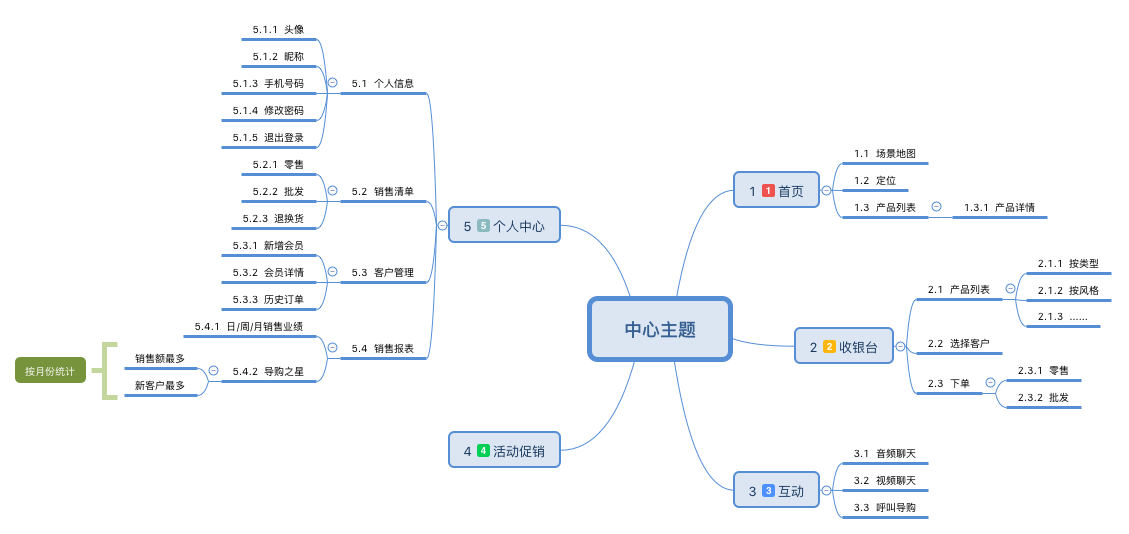 中心主题
1 1 首页
1.1 场景地图
1.2 定位
1.3 产品列表
1.3.1 产品详情
2 2 收银台
2.1 产品列表
2.1.1 按类型
2.1.2 按风格
2.1.3 ......
2.2 选择客户
2.3 下单
2.3.1 零售
2.3.2 批发
3 3 互动
3.1 音频聊天
3.2 视频聊天
3.3 呼叫导购
4 4 活动促销
5 5 个人中心
5.1 个人信息
5.1.1 头像
5.1.2 昵称
5.1.3 手机号码
5.1.4 修改密码
5.1.5 退出登录
5.2 销售清单
5.2.1 零售
5.2.2 批发
5.2.3 退换货
5.3 客户管理
5.3.1 新增会员
5.3.2 会员详情
5.3.3 历史订单
5.4 销售报表
5.4.1 日/周/月销售业绩
5.4.2 导购之星
销售额最多
新客户最多
按月份统计